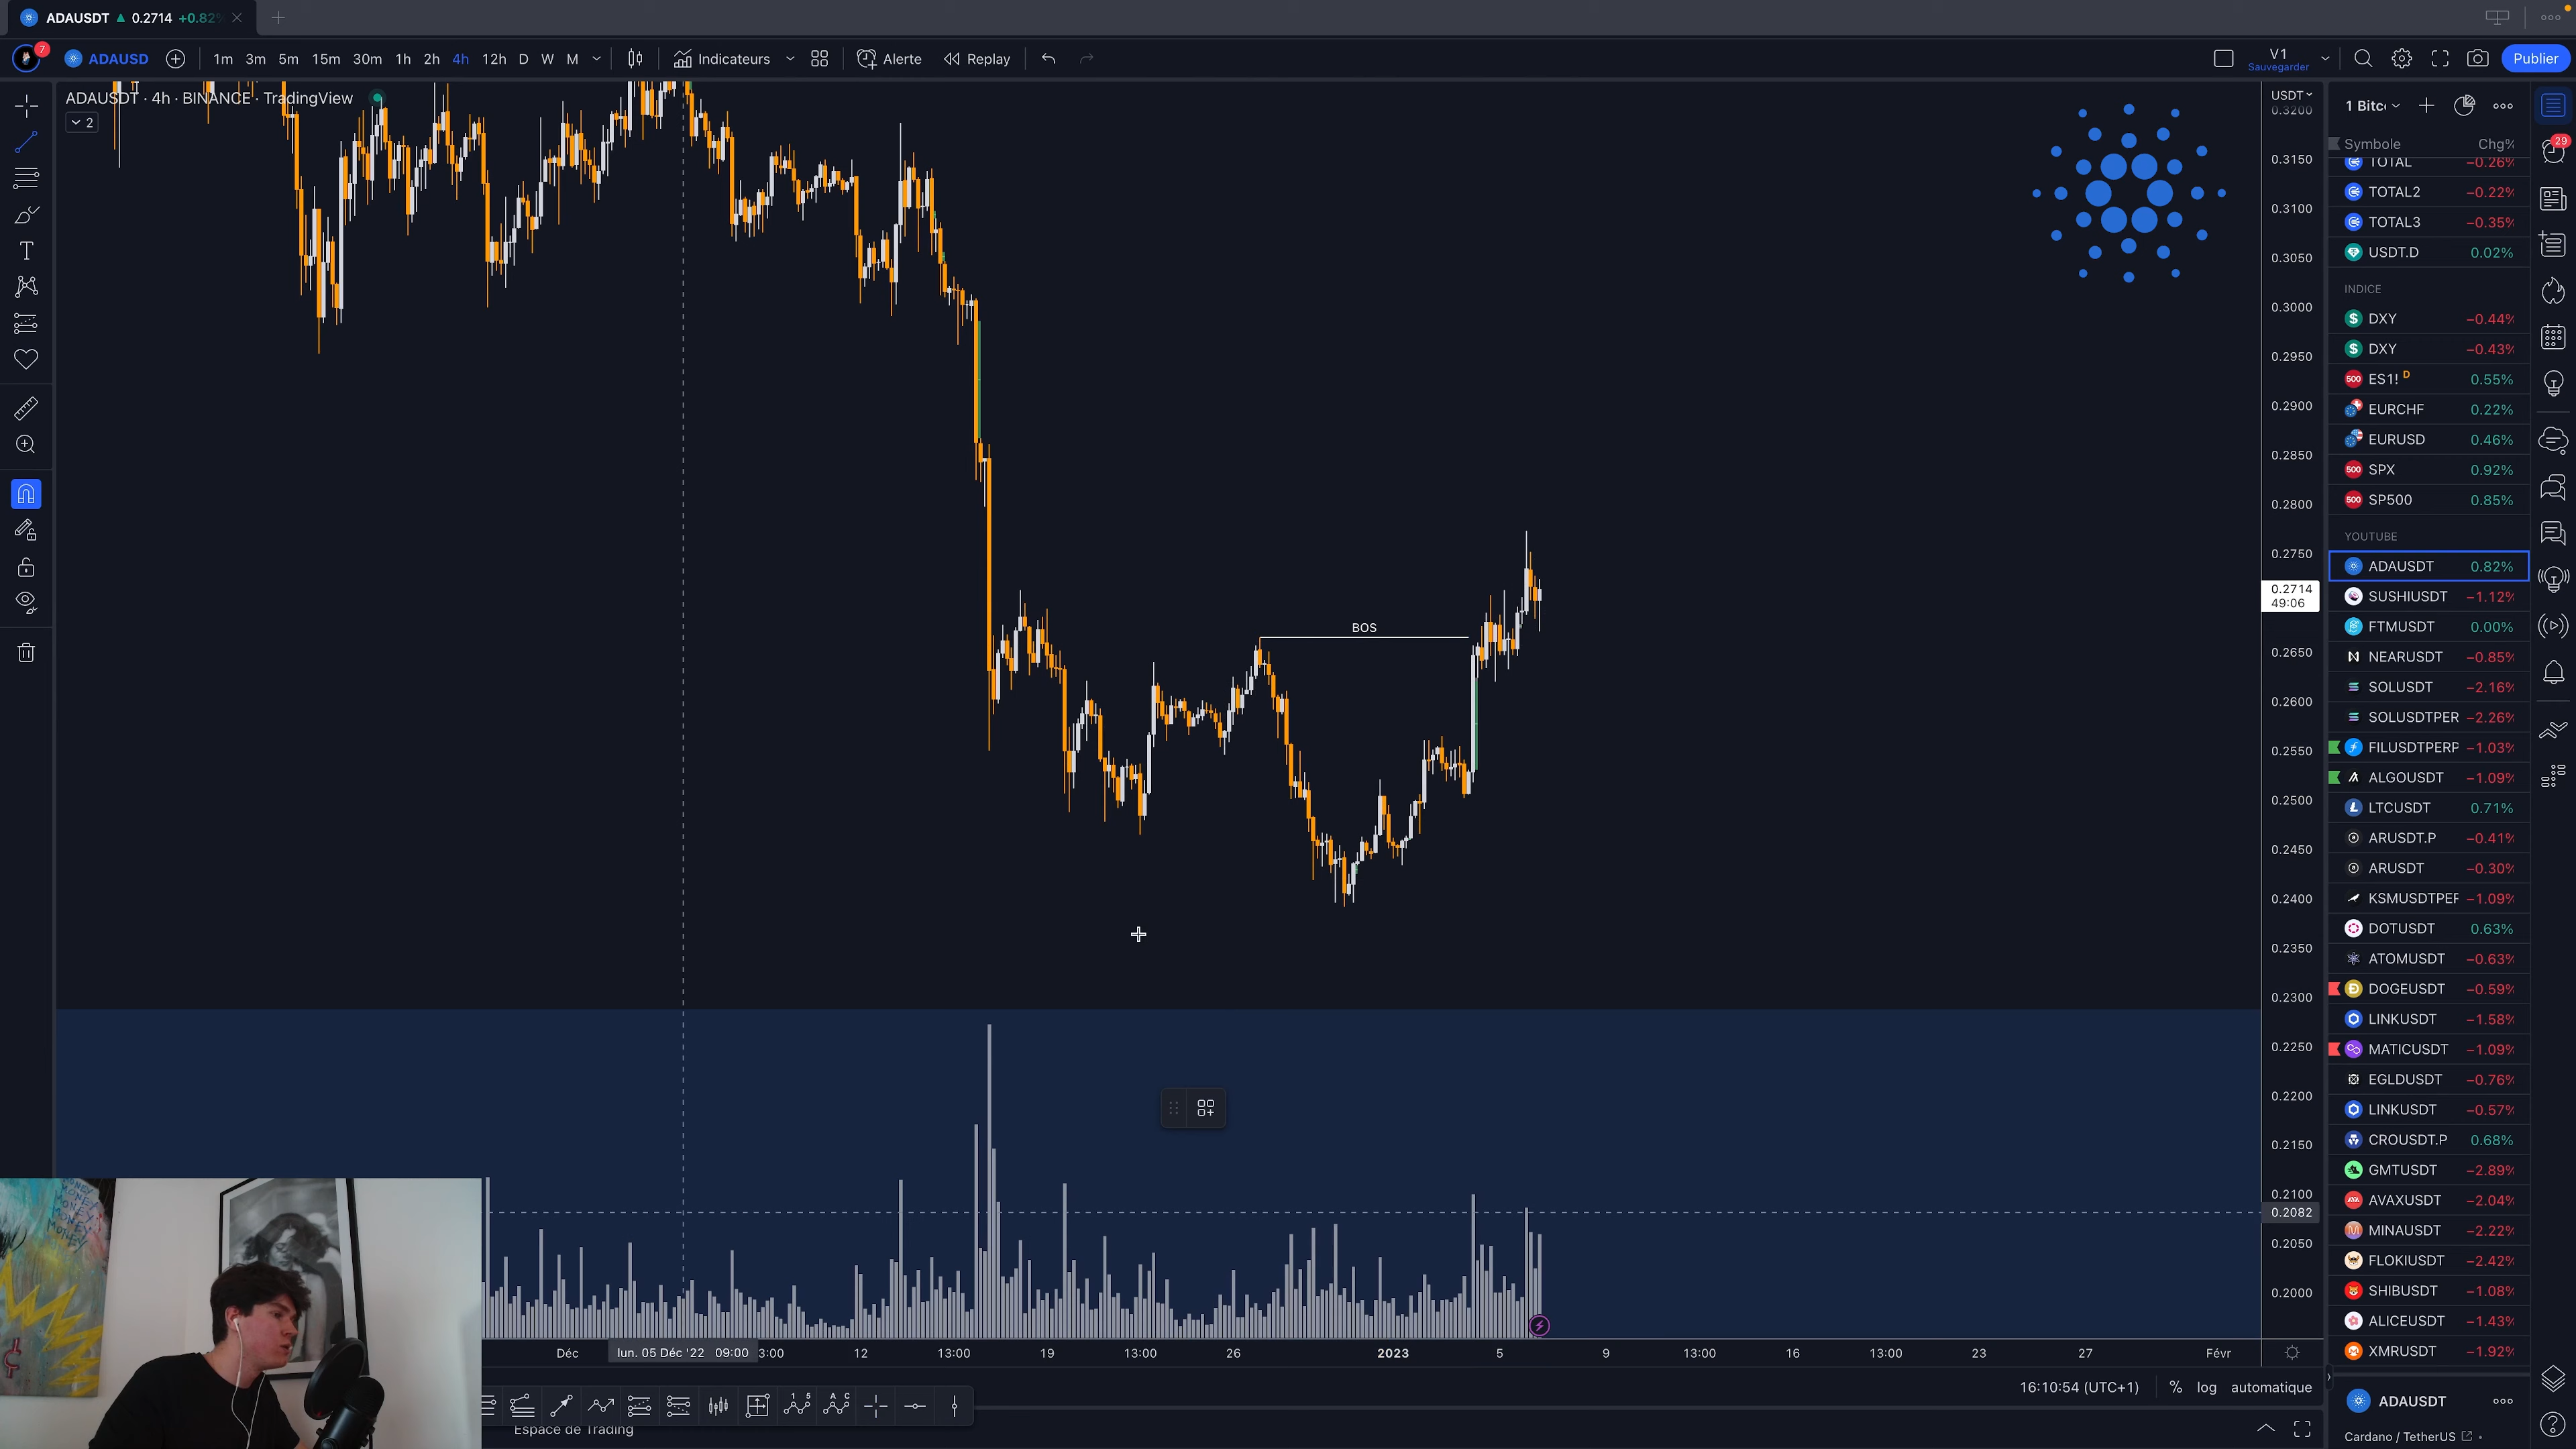 ADAUSDT ▲ 0.2714 +0.82
7 ADAUSD 1m 3m 5m 15m 30m 1h 2h 4h 12h D W M Indicateurs Alerte Replay V1 Sauvegarder Publier
ADAUSDT · 4h · BINANCE · TradingView
2
USDT
0.3200
0.3150
0.3100
0.3050
0.3000
0.2950
0.2900
0.2850
0.2800
0.2750
0.2714
49:06
0.2650
0.2600
0.2550
0.2500
0.2450
0.2400
0.2350
0.2300
0.2250
0.2200
0.2150
0.2100
0.2082
0.2050
0.2000
BOS
1 Bitc
29
Symbole Chg%
TOTAL −0.26%
TOTAL2 −0.22%
TOTAL3 −0.35%
USDT.D 0.02%
INDICE
DXY −0.44%
DXY −0.43%
ES1! D 0.55%
EURCHF 0.22%
EURUSD 0.46%
SPX 0.92%
SP500 0.85%
YOUTUBE
ADAUSDT 0.82%
SUSHIUSDT −1.12%
FTMUSDT 0.00%
NEARUSDT −0.85%
SOLUSDT −2.16%
SOLUSDTPER −2.26%
FILUSDTPERP −1.03%
ALGOUSDT −1.09%
LTCUSDT 0.71%
ARUSDT.P −0.41%
ARUSDT −0.30%
KSMUSDTPER −1.09%
DOTUSDT 0.63%
ATOMUSDT −0.63%
DOGEUSDT −0.59%
LINKUSDT −1.58%
MATICUSDT −1.09%
EGLDUSDT −0.76%
LINKUSDT −0.57%
CROUSDT.P 0.68%
GMTUSDT −2.89%
AVAXUSDT −2.04%
MINAUSDT −2.22%
FLOKIUSDT −2.42%
SHIBUSDT −1.08%
ALICEUSDT −1.43%
XMRUSDT −1.92%
MONEY
MONEY
MONEY
MONEY
Déc lun. 05 Déc '22 09:00 3:00 12 13:00 19 13:00 26 2023 5 9 13:00 16 13:00 23 27 Févr
16:10:54 (UTC+1) % log automatique
Espace de Trading
ADAUSDT
Cardano / TetherUS